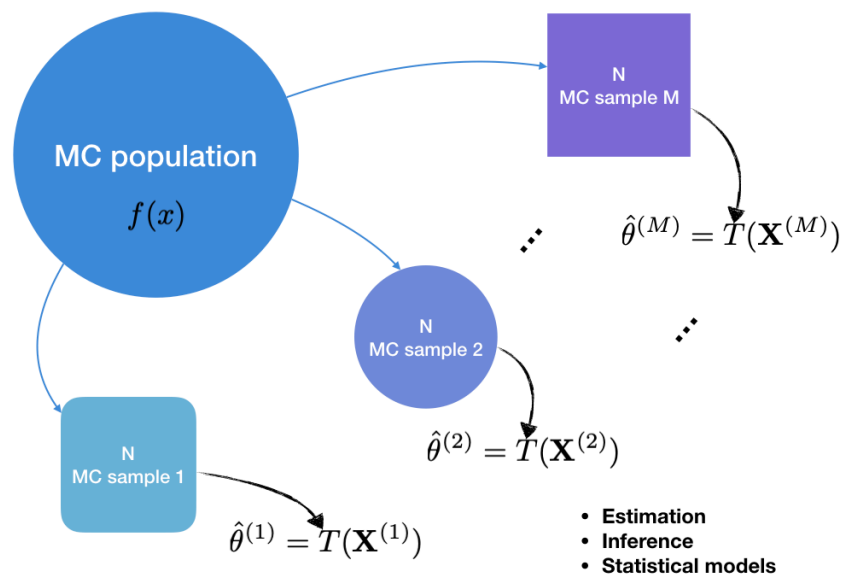 MC population
f(x)
N
MC sample M
θ̂^(M) = T(X^(M))
N
MC sample 2
θ̂^(2) = T(X^(2))
N
MC sample 1
θ̂^(1) = T(X^(1))
• Estimation
• Inference
• Statistical models